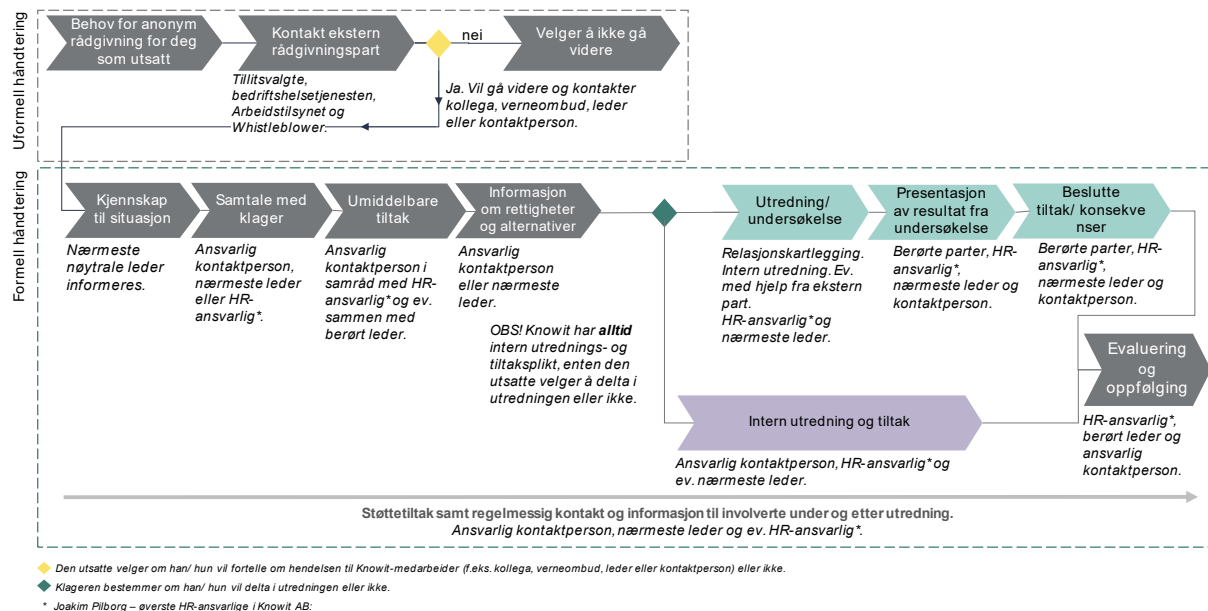 Uformell håndtering
Behov for anonym
rådgivning for deg
som utsatt
Kontakt ekstern
rådgivningspart
nei
Velger å ikke gå
videre
Tillitsvalgte,
bedriftshelsetjenesten,
Arbeidstilsynet og
Whistleblower.
Ja. Vil gå videre og kontakter
kollega, verneombud, leder
eller kontaktperson.
Formell håndtering
Kjennskap
til situasjon
Samtale med
klager
Umiddelbare
tiltak
Informasjon
om rettigheter
og alternativer
Utredning/
undersøkelse
Presentasjon
av resultat fra
undersøkelse
Beslutte
tiltak/ konsekve
nser
Nærmeste
nøytrale leder
informeres.
Ansvarlig
kontaktperson,
nærmeste leder
eller HR-
ansvarlig*.
Ansvarlig
kontaktperson i
samråd med HR-
ansvarlig* og ev.
sammen med
berørt leder.
Ansvarlig
kontaktperson
eller nærmeste
leder.
OBS! Knowit har alltid
intern utrednings- og
tiltaksplikt, enten den
utsatte velger å delta i
utredningen eller ikke.
Relasjonskartlegging.
Intern utredning. Ev.
med hjelp fra ekstern
part.
HR-ansvarlig* og
nærmeste leder.
Berørte parter, HR-
ansvarlig*,
nærmeste leder og
kontaktperson.
Berørte parter, HR-
ansvarlig*,
nærmeste leder og
kontaktperson.
Evaluering
og
oppfølging
Intern utredning og tiltak
HR-ansvarlig*,
berørt leder og
ansvarlig
kontaktperson.
Ansvarlig kontaktperson, HR-ansvarlig* og
ev. nærmeste leder.
Støttetiltak samt regelmessig kontakt og informasjon til involverte under og etter utredning.
Ansvarlig kontaktperson, nærmeste leder og ev. HR-ansvarlig*.
Den utsatte velger om han/ hun vil fortelle om hendelsen til Knowit-medarbeider (f.eks. kollega, verneombud, leder eller kontaktperson) eller ikke.
Klageren bestemmer om han/ hun vil delta i utredningen eller ikke.
* Joakim Pilborg – øverste HR-ansvarlige i Knowit AB: